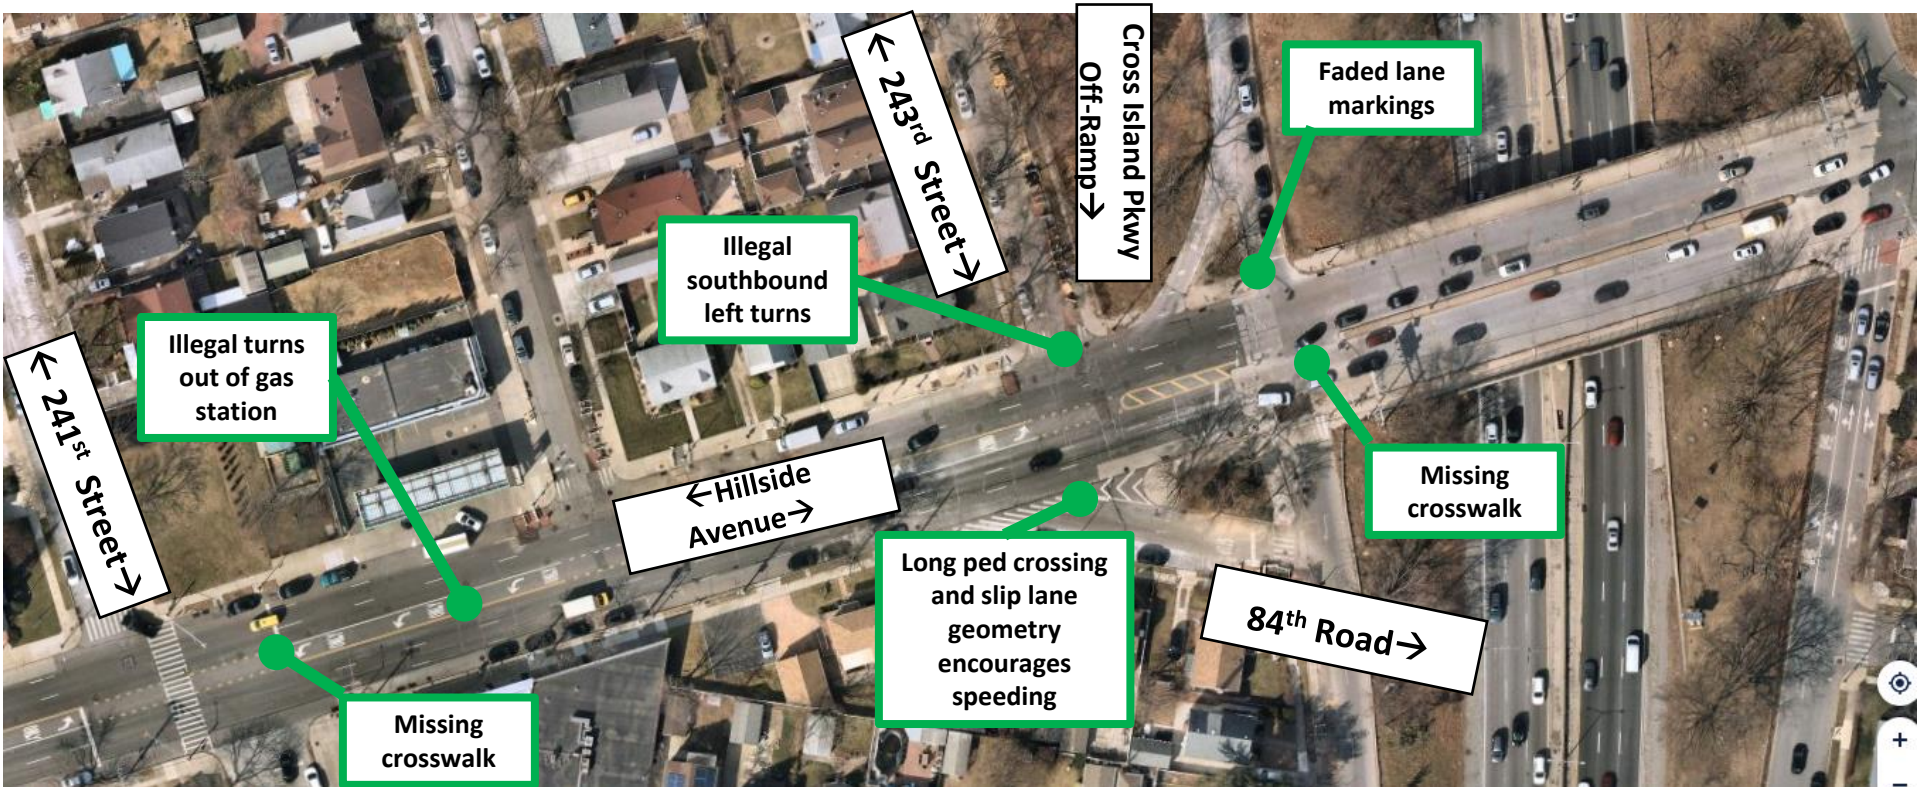 ← 243rd Street→
Cross Island Pkwy
Off-Ramp→
Faded lane
markings
Illegal
southbound
left turns
Illegal turns
out of gas
station
← 241st Street→
←Hillside
Avenue→
Missing
crosswalk
Long ped crossing
and slip lane
geometry
encourages
speeding
84th Road→
Missing
crosswalk
+
−